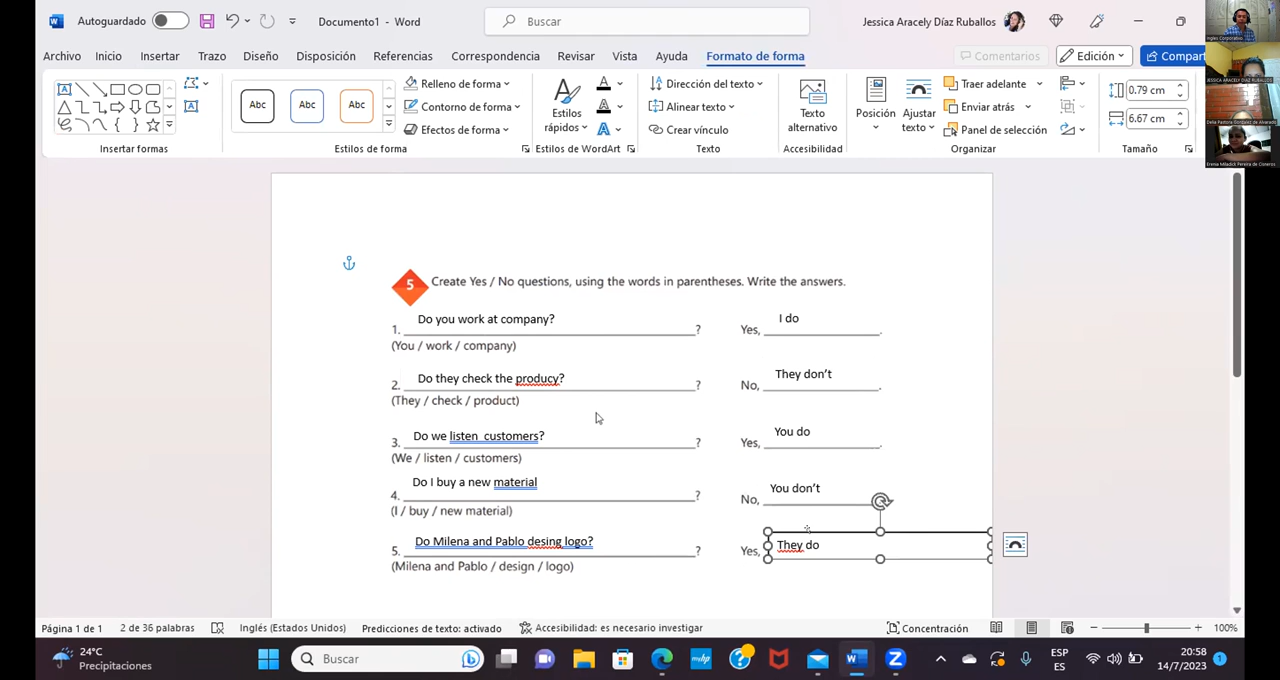 Autoguardado
Documento1 - Word
Buscar
Jessica Aracely Díaz Ruballos
Archivo Inicio Insertar Trazo Diseño Disposición Referencias Correspondencia Revisar Vista Ayuda Formato de forma
Comentarios
Edición
Compart
Abc Abc Abc
Relleno de forma
Contorno de forma
Efectos de forma
Estilos rápidos
Dirección del texto
Alinear texto
Crear vínculo
Texto alternativo
Posición
Ajustar texto
Traer adelante
Enviar atrás
Panel de selección
0.79 cm
6.67 cm
Insertar formas
Estilos de forma
Estilos de WordArt
Texto
Accesibilidad
Organizar
Tamaño
Ingles Corporativo
JESSICA ARACELY DIAZ RUBALLOS
5 Create Yes / No questions, using the words in parentheses. Write the answers.
Do you work at company? I do
1. ? Yes, .
(You / work / company)
Do they check the producy? They don't
2. ? No, .
(They / check / product)
Do we listen customers? You do
3. ? Yes, .
(We / listen / customers)
Do I buy a new material You don't
4. ? No,
(I / buy / new material)
Do Milena and Pablo desing logo? They do
5. ? Yes,
(Milena and Pablo / design / logo)
Página 1 de 1
2 de 36 palabras
Inglés (Estados Unidos)
Predicciones de texto: activado
Accesibilidad: es necesario investigar
Concentración
100%
24°C
Precipitaciones
Buscar
ESP
ES
20:58
14/7/2023
1